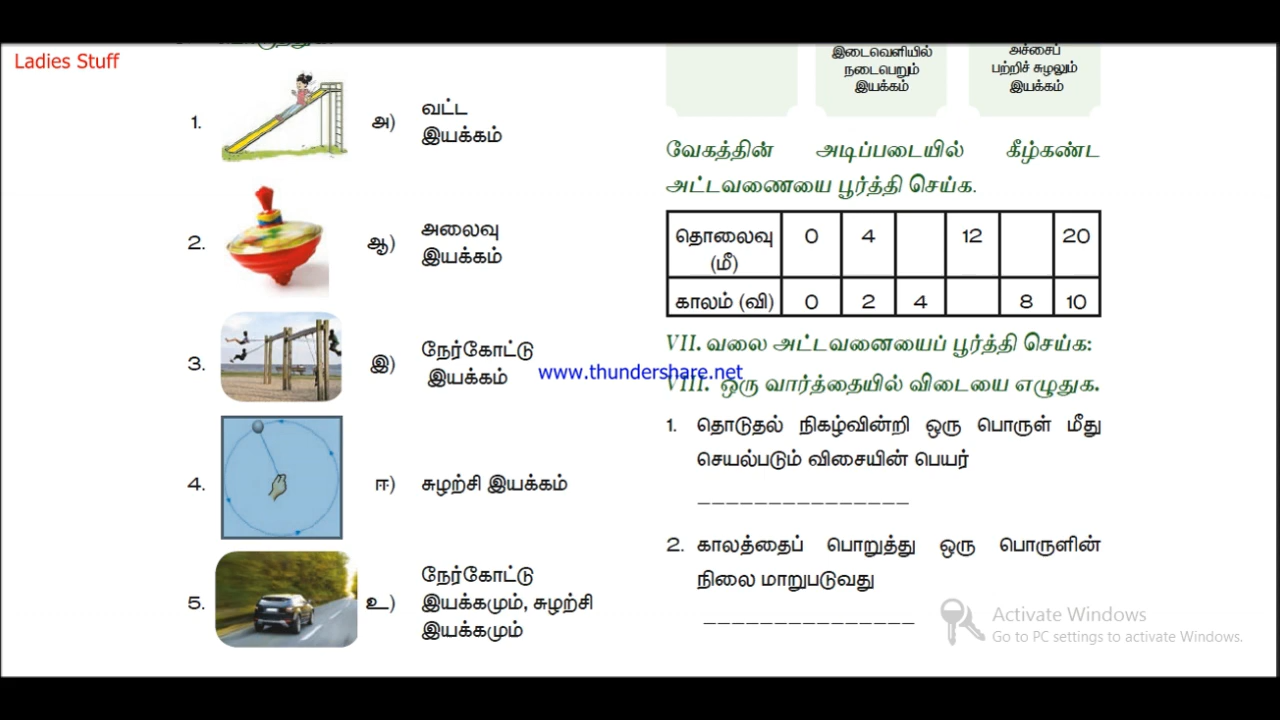 Ladies Stuff
1.
அ) வட்ட
இயக்கம்
2.
ஆ) அலைவு
இயக்கம்
3.
இ) நேர்கோட்டு
இயக்கம்
4.
ஈ) சுழற்சி இயக்கம்
5.
உ) நேர்கோட்டு
இயக்கமும், சுழற்சி
இயக்கமும்
இடைவெளியில்
நடைபெறும்
இயக்கம்
அச்சைப்
பற்றிச் சுழலும்
இயக்கம்
வேகத்தின் அடிப்படையில் கீழ்கண்ட
அட்டவணையை பூர்த்தி செய்க.
தொலைவு (மீ) 0 4 12 20
காலம் (வி) 0 2 4 8 10
VII. வலை அட்டவனையைப் பூர்த்தி செய்க:
www.thundershare.net
VIII. ஒரு வார்த்தையில் விடையை எழுதுக.
1. தொடுதல் நிகழ்வின்றி ஒரு பொருள் மீது
செயல்படும் விசையின் பெயர்
_______________
2. காலத்தைப் பொறுத்து ஒரு பொருளின்
நிலை மாறுபடுவது
_______________
Activate Windows
Go to PC settings to activate Windows.